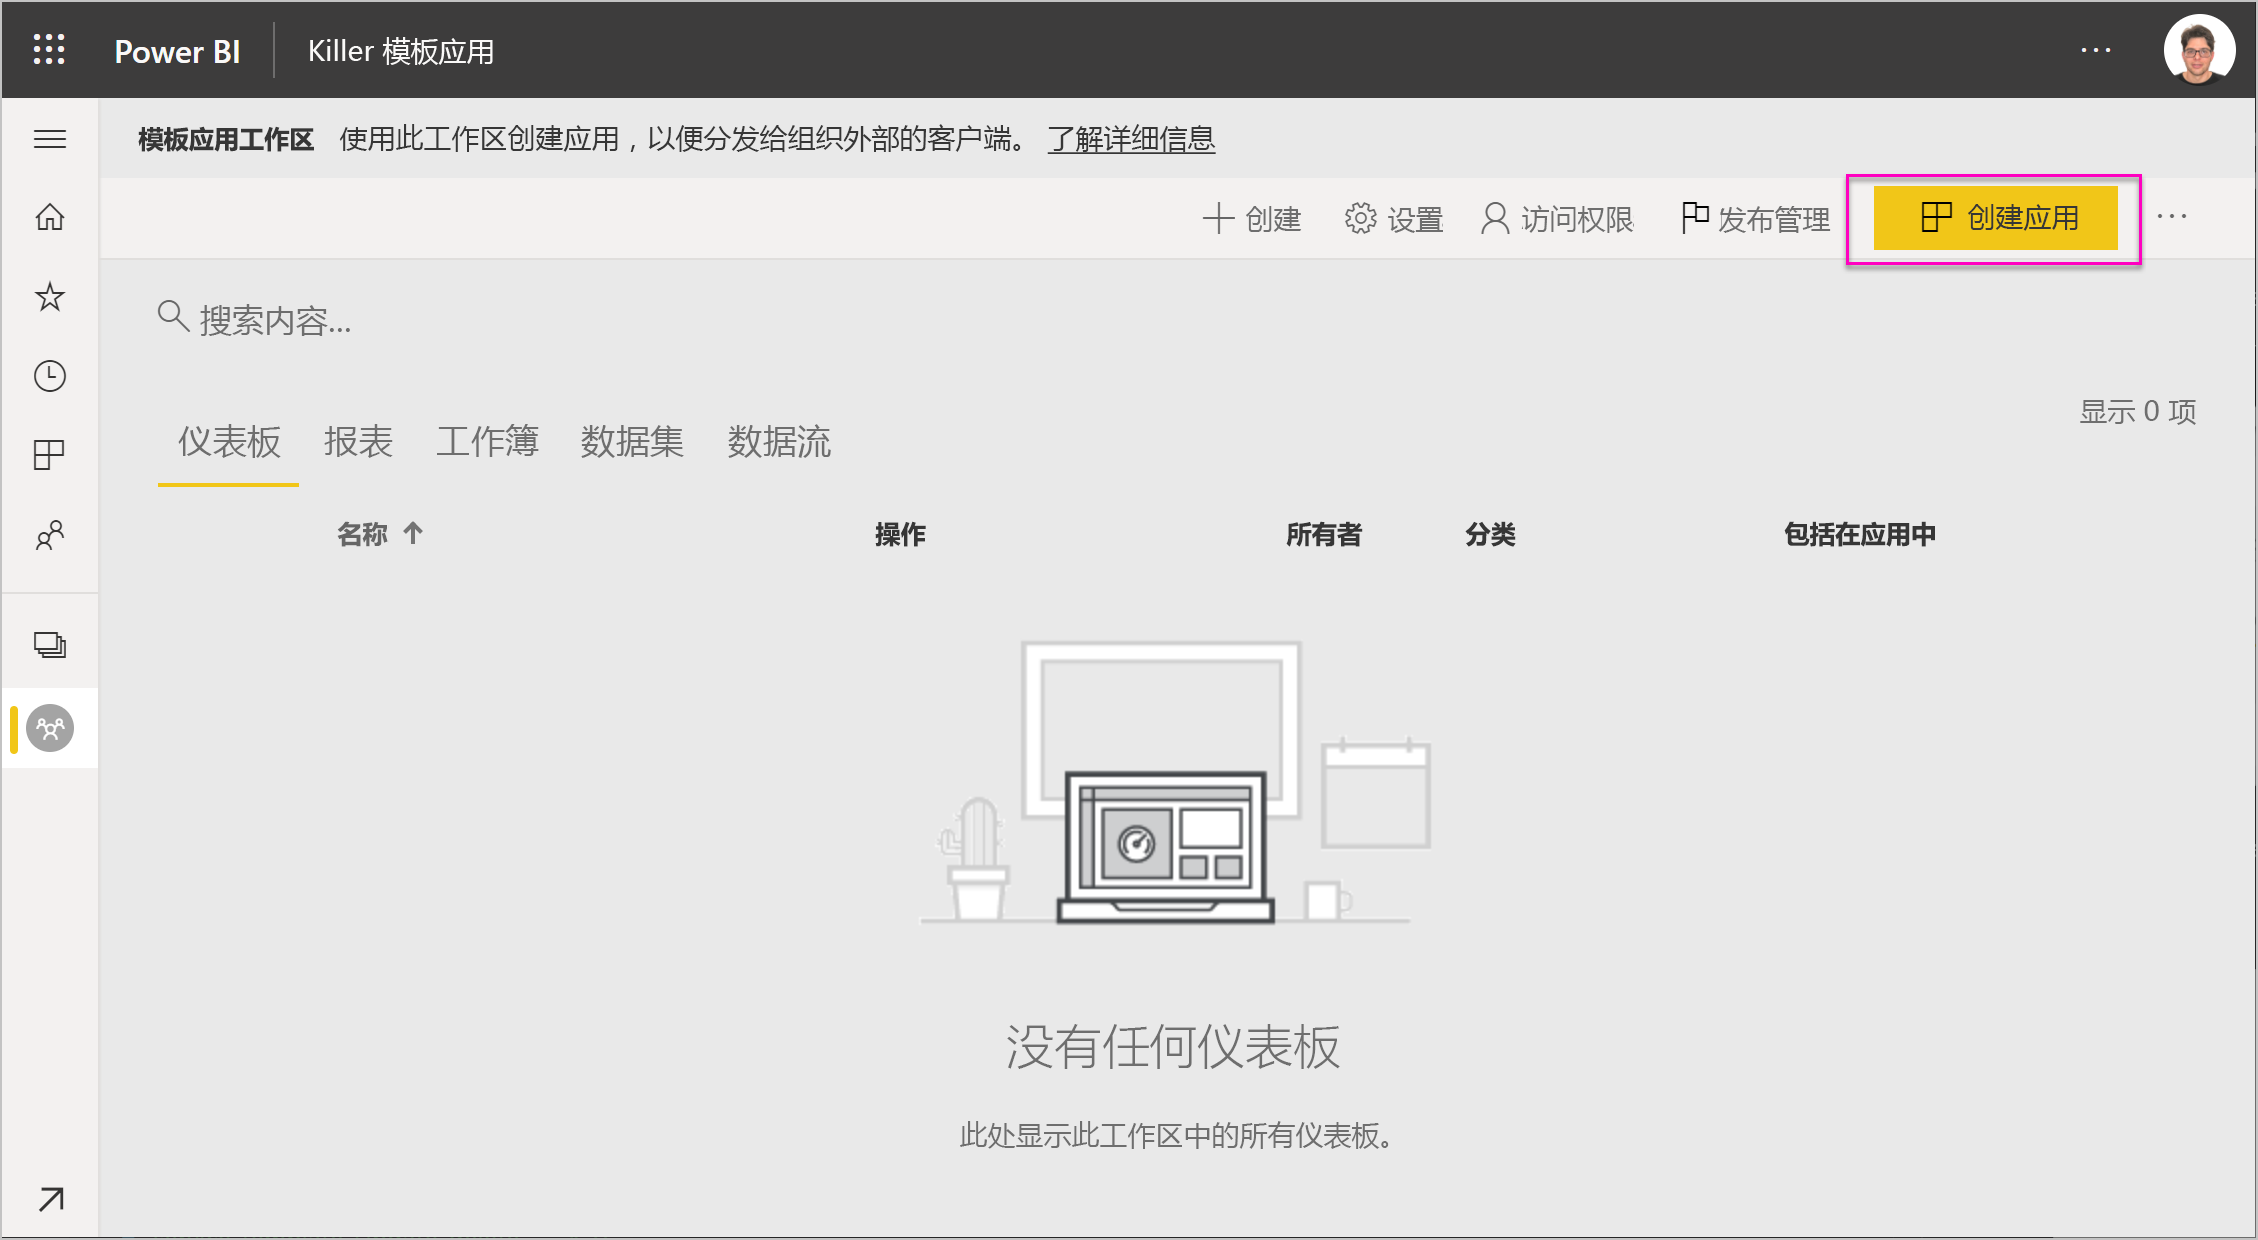 Power BI Killer 模板应用
模板应用工作区 使用此工作区创建应用，以便分发给组织外部的客户端。 了解详细信息
创建 设置 访问权限 发布管理 创建应用
搜索内容...
显示 0 项
仪表板 报表 工作簿 数据集 数据流
名称 操作 所有者 分类 包括在应用中
没有任何仪表板
此处显示此工作区中的所有仪表板。